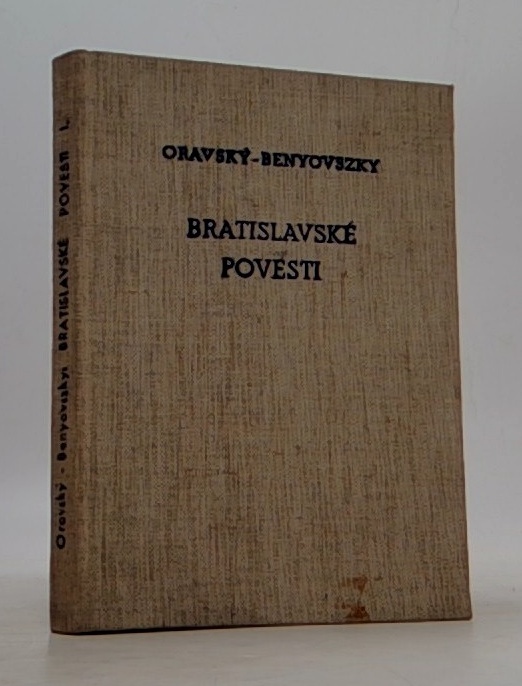 ORAVSKÝ-BENYOVSZKY
BRATISLAVSKÉ
POVESTI
Oravský - Benyovszky: BRATISLAVSKÉ POVESTI I.